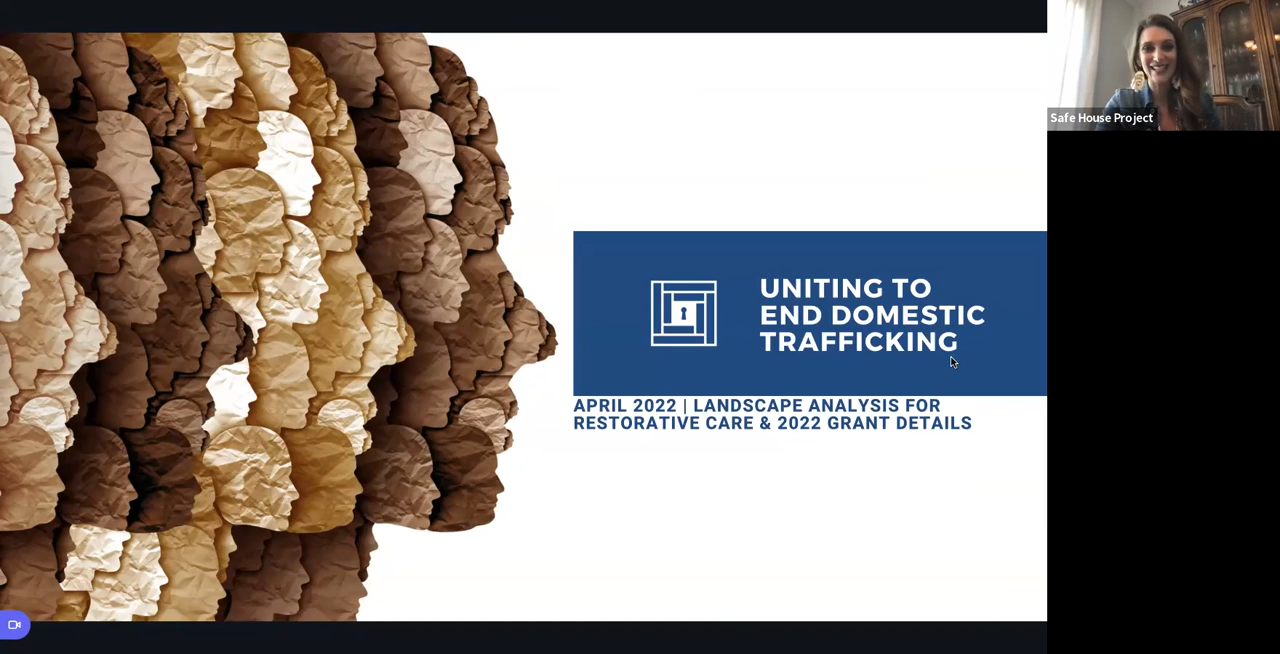 Safe House Project
UNITING TO
END DOMESTIC
TRAFFICKING
APRIL 2022 | LANDSCAPE ANALYSIS FOR
RESTORATIVE CARE & 2022 GRANT DETAILS